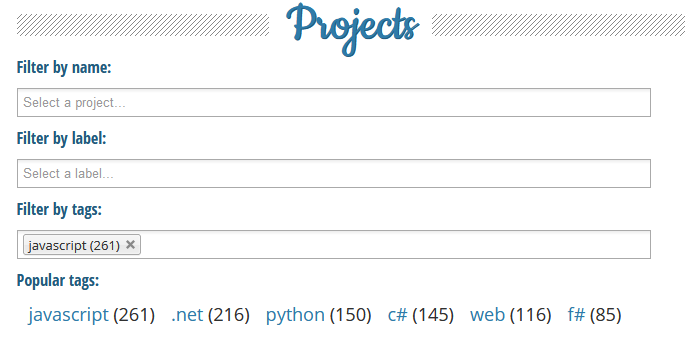 Projects
Filter by name:
Select a project...
Filter by label:
Select a label...
Filter by tags:
javascript (261) ×
Popular tags:
javascript (261) .net (216) python (150) c# (145) web (116) f# (85)